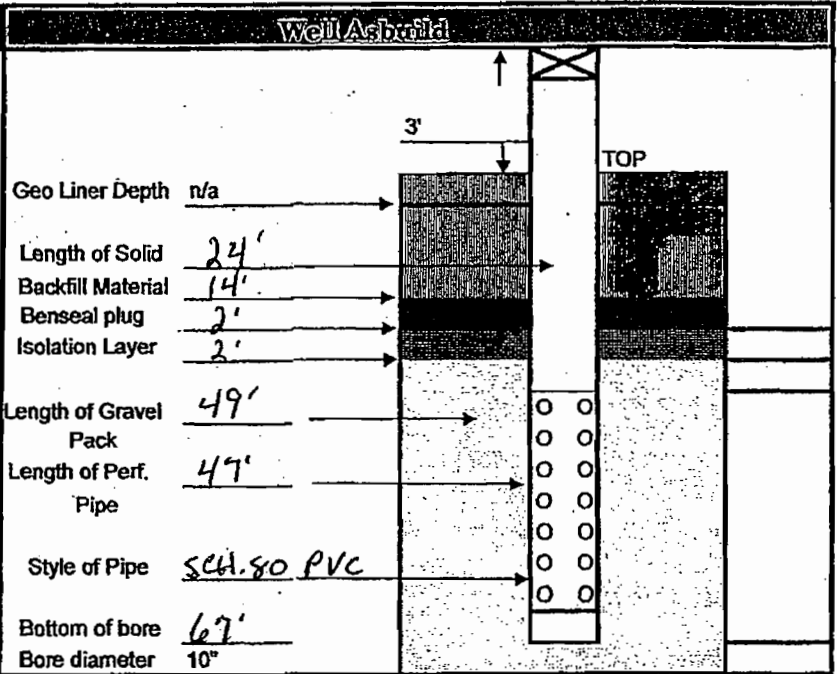 Well Asbuild
3'
TOP
Geo Liner Depth n/a
Length of Solid 24'
Backfill Material 14'
Benseal plug 2'
Isolation Layer 2'
Length of Gravel 49'
Pack
Length of Perf. 47'
Pipe
Style of Pipe SCH.80 PVC
Bottom of bore 67'
Bore diameter 10"